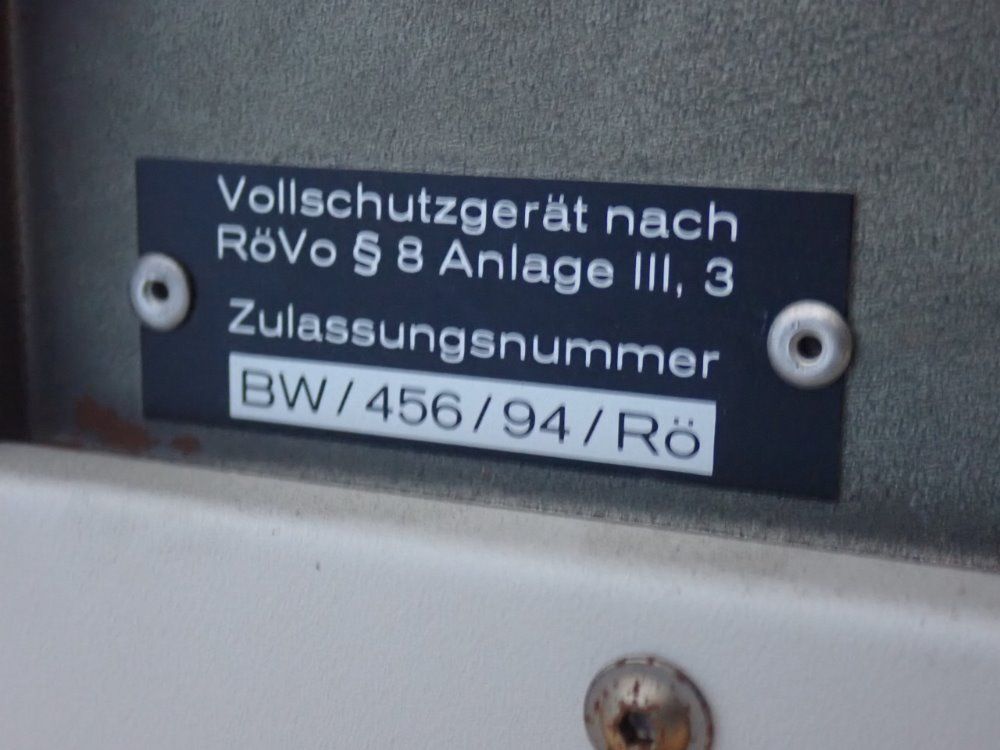 Vollschutzgerät nach
RöVo § 8 Anlage III, 3
Zulassungsnummer
BW/456/94/Rö